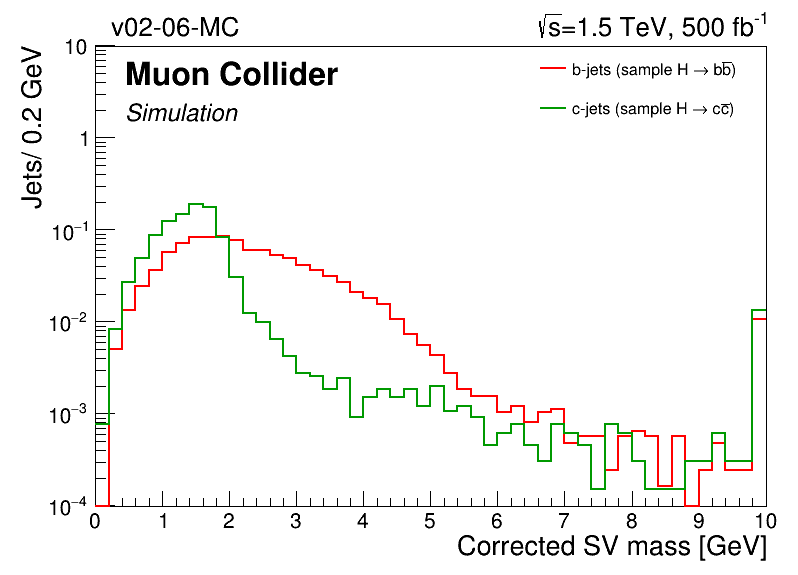 v02-06-MC
√s=1.5 TeV, 500 fb⁻¹
Muon Collider
Simulation
b-jets (sample H → bb̅)
c-jets (sample H → cc̅)
Jets/ 0.2 GeV
10
1
10⁻¹
10⁻²
10⁻³
10⁻⁴
0 1 2 3 4 5 6 7 8 9 10
Corrected SV mass [GeV]